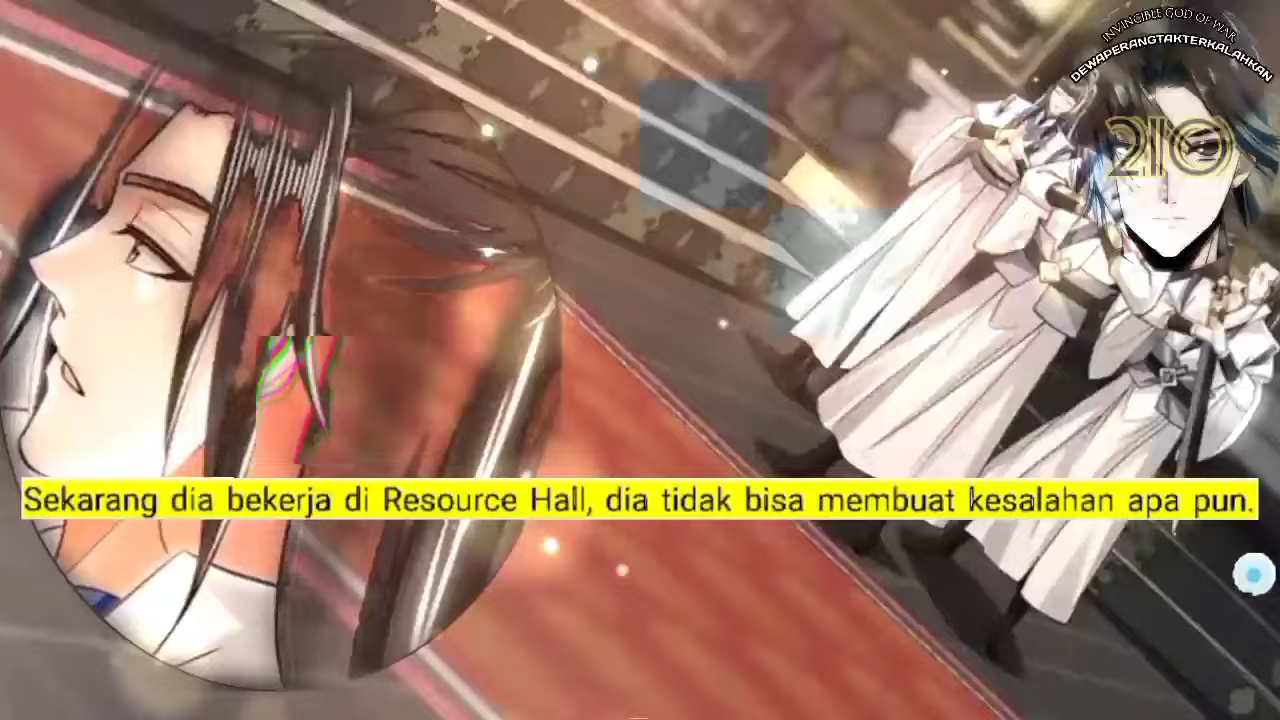 INVINCIBLE GOD OF WAR
DEWAPERANGTAKTERKALAHKAN
210
Sekarang dia bekerja di Resource Hall, dia tidak bisa membuat kesalahan apa pun.